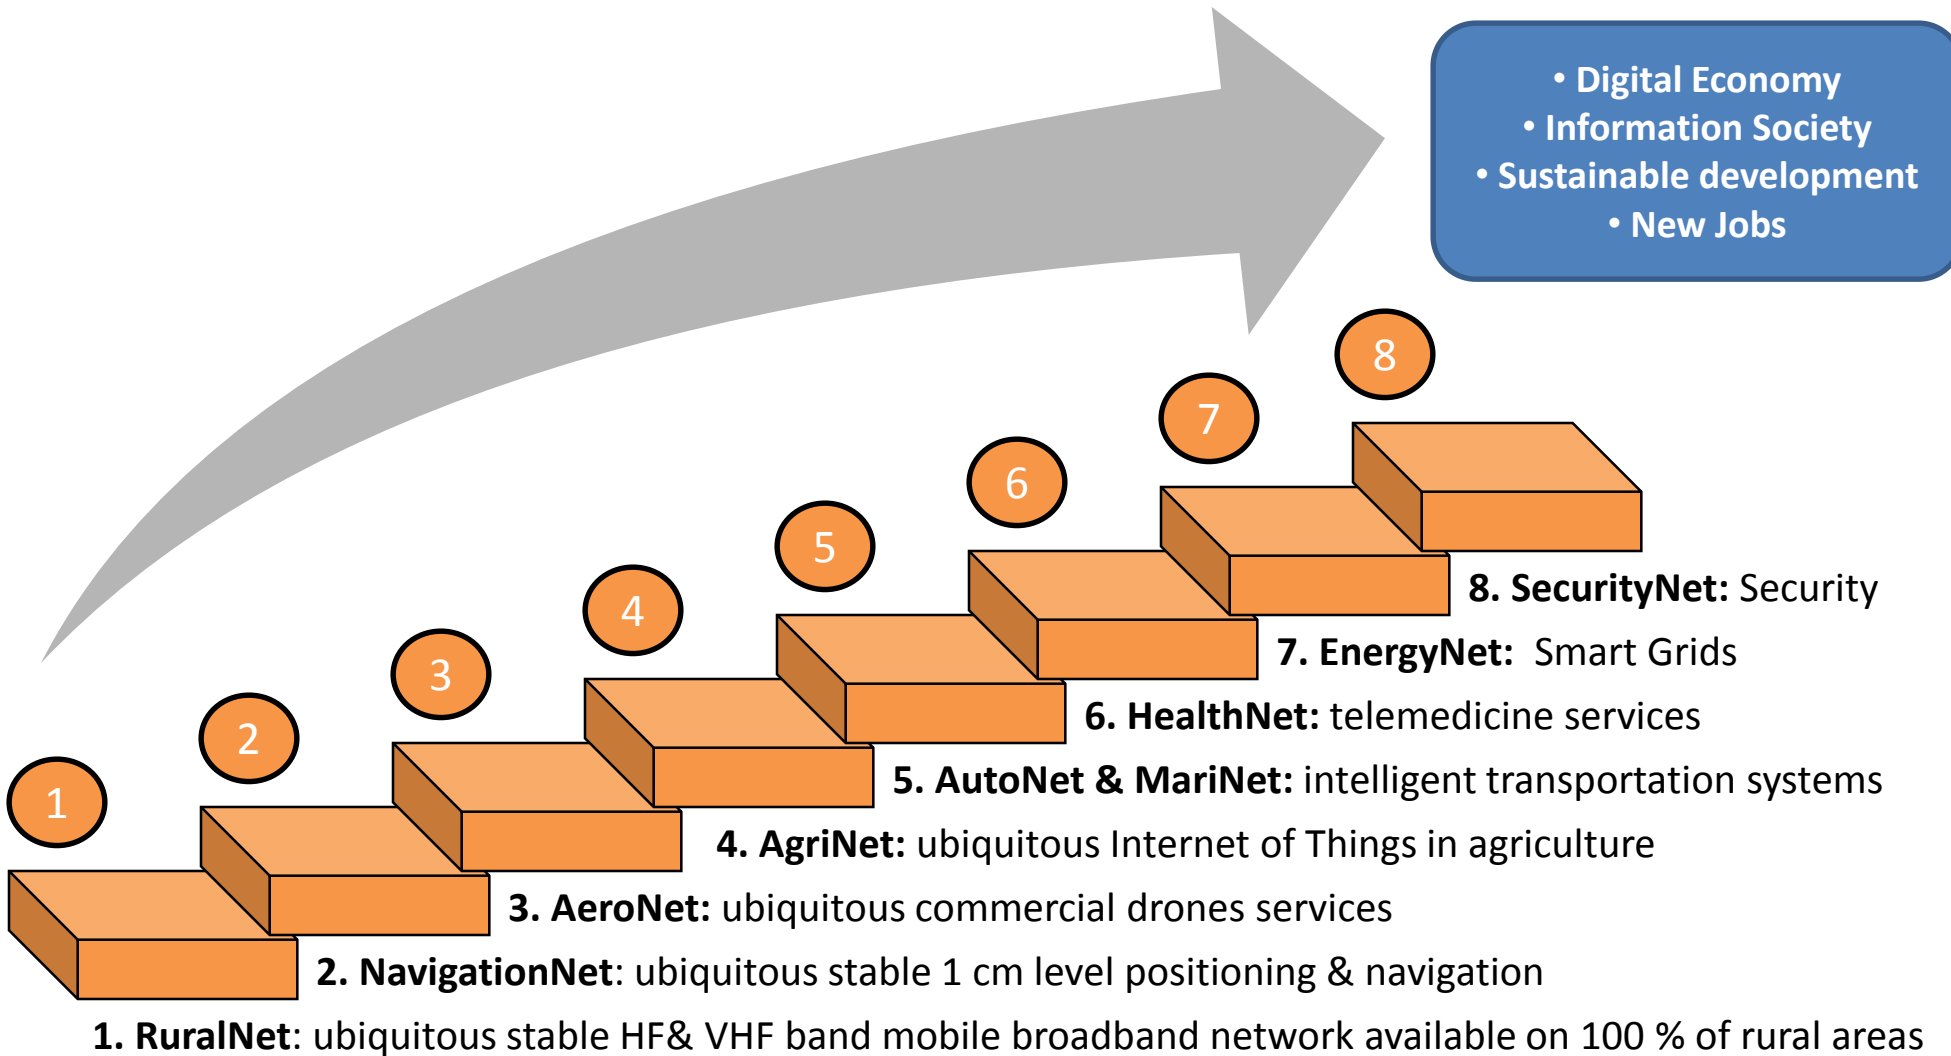 • Digital Economy
• Information Society
• Sustainable development
• New Jobs
8
7
6
5
4
3
2
1
8. SecurityNet: Security
7. EnergyNet:  Smart Grids
6. HealthNet: telemedicine services
5. AutoNet & MariNet: intelligent transportation systems
4. AgriNet: ubiquitous Internet of Things in agriculture
3. AeroNet: ubiquitous commercial drones services
2. NavigationNet: ubiquitous stable 1 cm level positioning & navigation
1. RuralNet: ubiquitous stable HF& VHF band mobile broadband network available on 100 % of rural areas